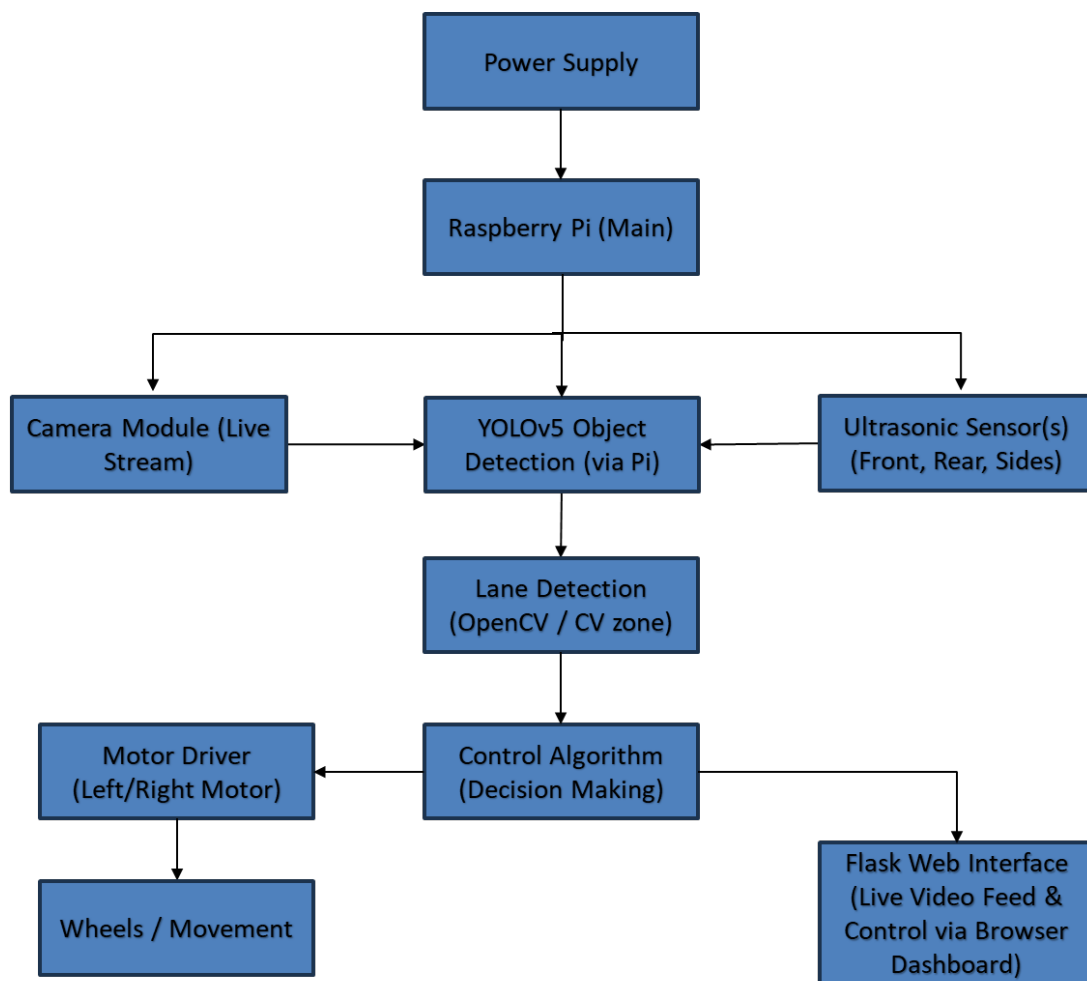 Power Supply
Raspberry Pi (Main)
Camera Module (Live
Stream)
YOLOv5 Object
Detection (via Pi)
Ultrasonic Sensor(s)
(Front, Rear, Sides)
Lane Detection
(OpenCV / CV zone)
Motor Driver
(Left/Right Motor)
Control Algorithm
(Decision Making)
Wheels / Movement
Flask Web Interface
(Live Video Feed &
Control via Browser
Dashboard)